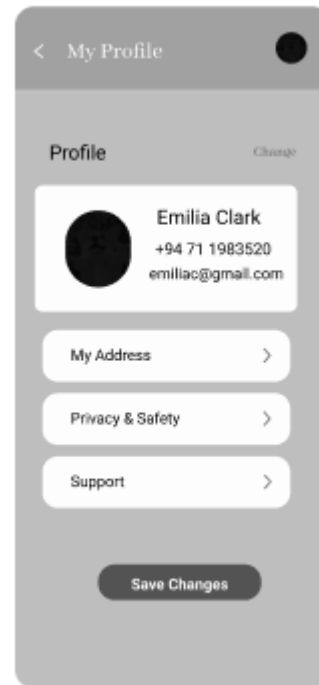 My Profile
Profile
Change
Emilia Clark
+94 71 1983520
emiliac@gmail.com
My Address
Privacy & Safety
Support
Save Changes